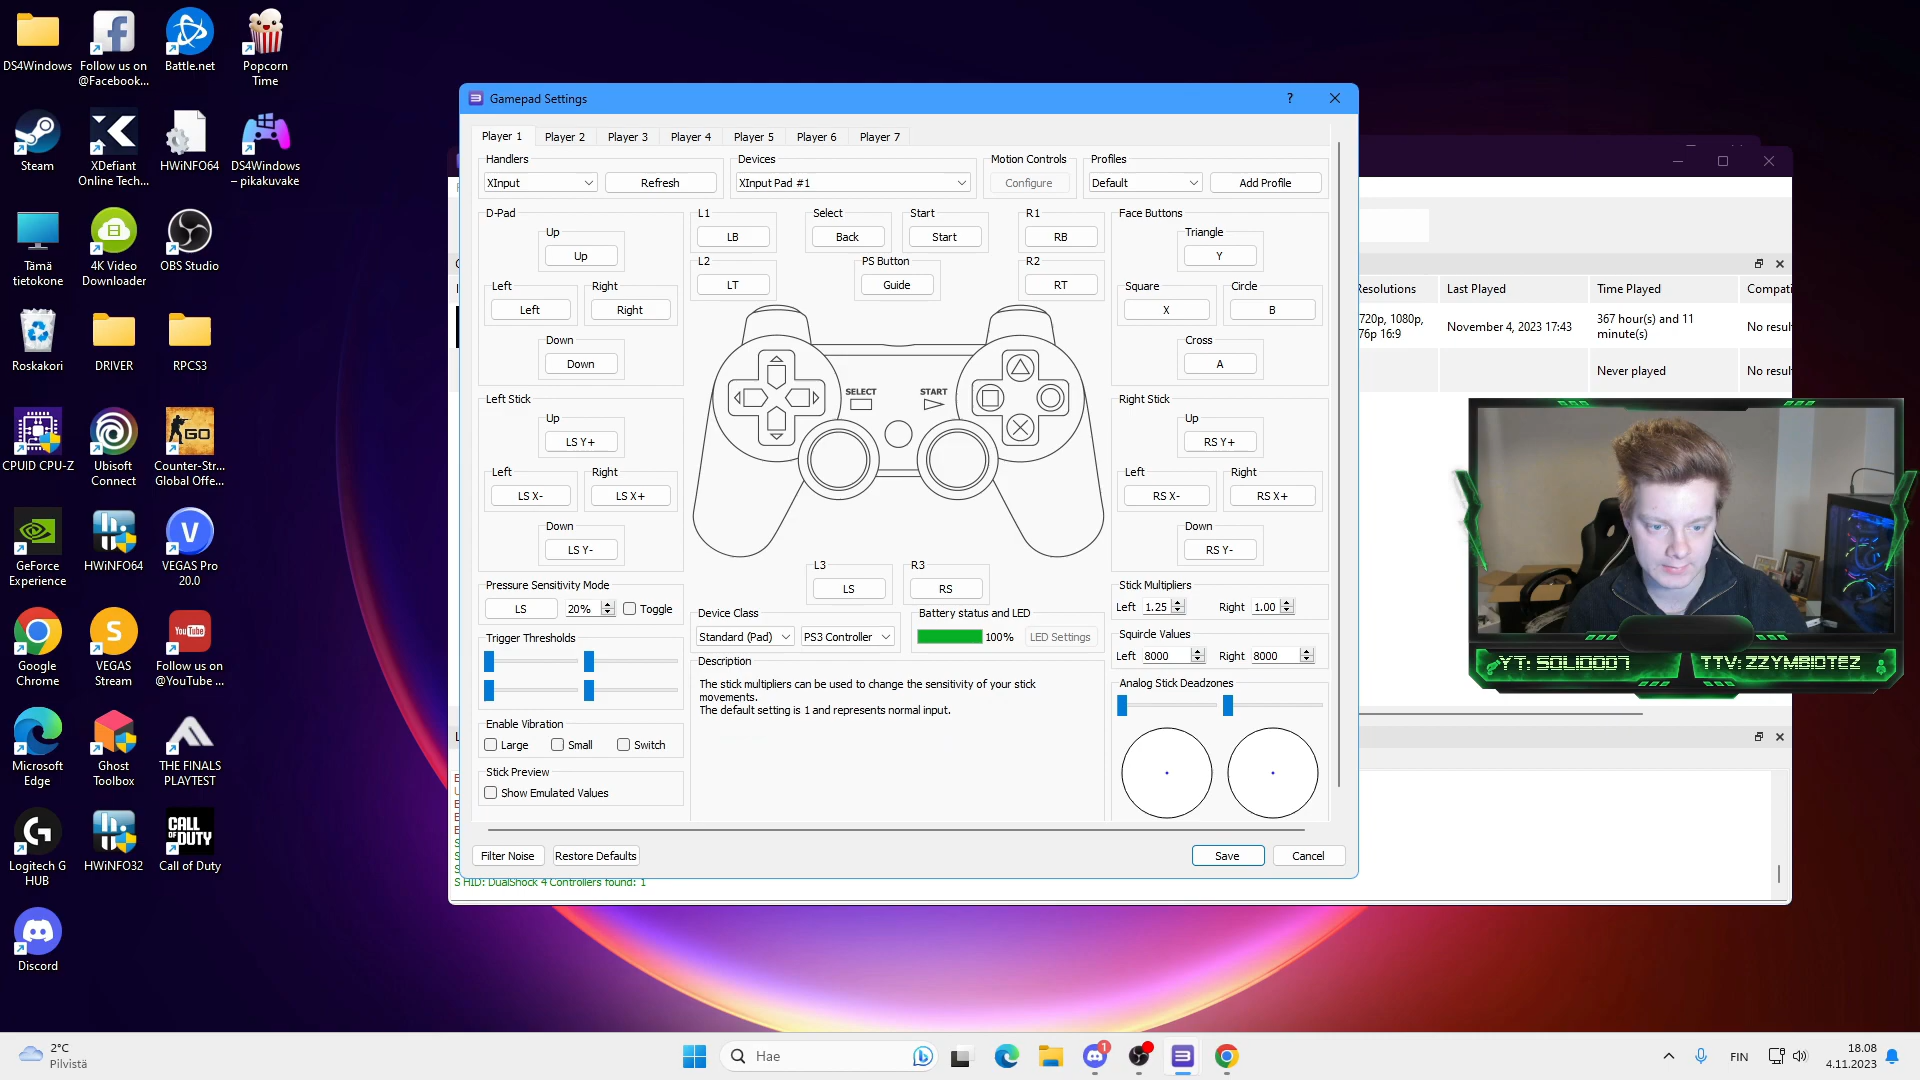 DS4Windows
Follow us on
@Facebook...
Battle.net
Popcorn
Time
Steam
XDefiant
Online Tech...
HWiNFO64
DS4Windows
– pikakuvake
Tämä
tietokone
4K Video
Downloader
OBS Studio
Roskakori
DRIVER
RPCS3
CPUID CPU-Z
Ubisoft
Connect
Counter-Str...
Global Offe...
GeForce
Experience
HWiNFO64
VEGAS Pro
20.0
Google
Chrome
VEGAS
Stream
Follow us on
@YouTube ...
Microsoft
Edge
Ghost
Toolbox
THE FINALS
PLAYTEST
Logitech G
HUB
HWiNFO32
CALL OF DUTY
Call of Duty
Discord
Gamepad Settings
Player 1
Player 2
Player 3
Player 4
Player 5
Player 6
Player 7
Handlers
XInput
Refresh
Devices
XInput Pad #1
Motion Controls
Configure
Profiles
Default
Add Profile
D-Pad
Up
Up
Left
Left
Right
Right
Down
Down
L1
LB
L2
LT
Select
Back
Start
Start
PS Button
Guide
R1
RB
R2
RT
Face Buttons
Triangle
Y
Square
X
Circle
B
Cross
A
SELECT
START
Left Stick
Up
LS Y+
Left
LS X-
Right
LS X+
Down
LS Y-
Right Stick
Up
RS Y+
Left
RS X-
Right
RS X+
Down
RS Y-
L3
LS
R3
RS
Pressure Sensitivity Mode
LS
20%
Toggle
Trigger Thresholds
Enable Vibration
Large
Small
Switch
Stick Preview
Show Emulated Values
Device Class
Standard (Pad)
PS3 Controller
Battery status and LED
100%
LED Settings
Description
The stick multipliers can be used to change the sensitivity of your stick
movements.
The default setting is 1 and represents normal input.
Stick Multipliers
Left 1.25
Right 1.00
Squircle Values
Left 8000
Right 8000
Analog Stick Deadzones
Filter Noise
Restore Defaults
Save
Cancel
S HID: DualShock 4 Controllers found: 1
Resolutions
Last Played
Time Played
Compati
720p, 1080p,
76p 16:9
November 4, 2023 17:43
367 hour(s) and 11
minute(s)
No resul
Never played
No resul
YT: SOLIDOO7
TTV: ZZYMBIOTEZ
2°C
Pilvistä
Hae
1
FIN
18.08
4.11.2023